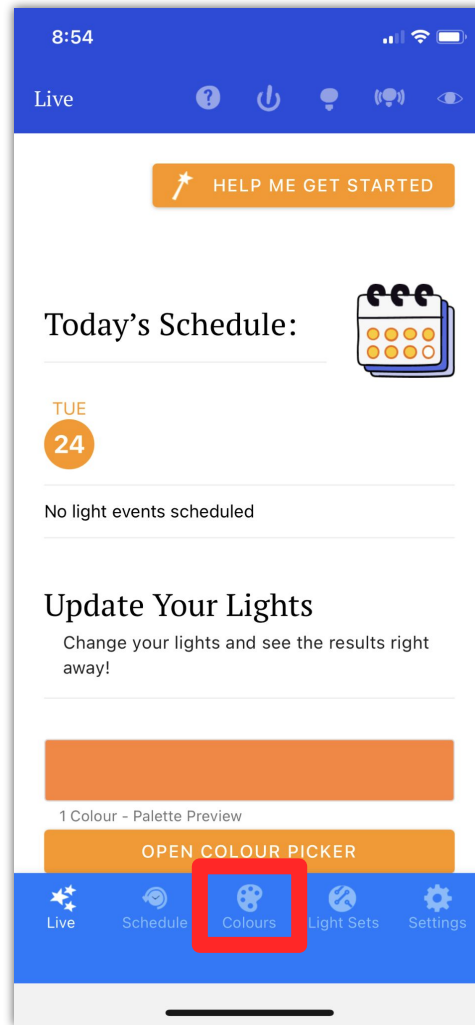 8:54
Live
HELP ME GET STARTED
Today’s Schedule:
TUE
24
No light events scheduled
Update Your Lights
Change your lights and see the results right
away!
1 Colour - Palette Preview
OPEN COLOUR PICKER
Live Schedule Colours Light Sets Settings